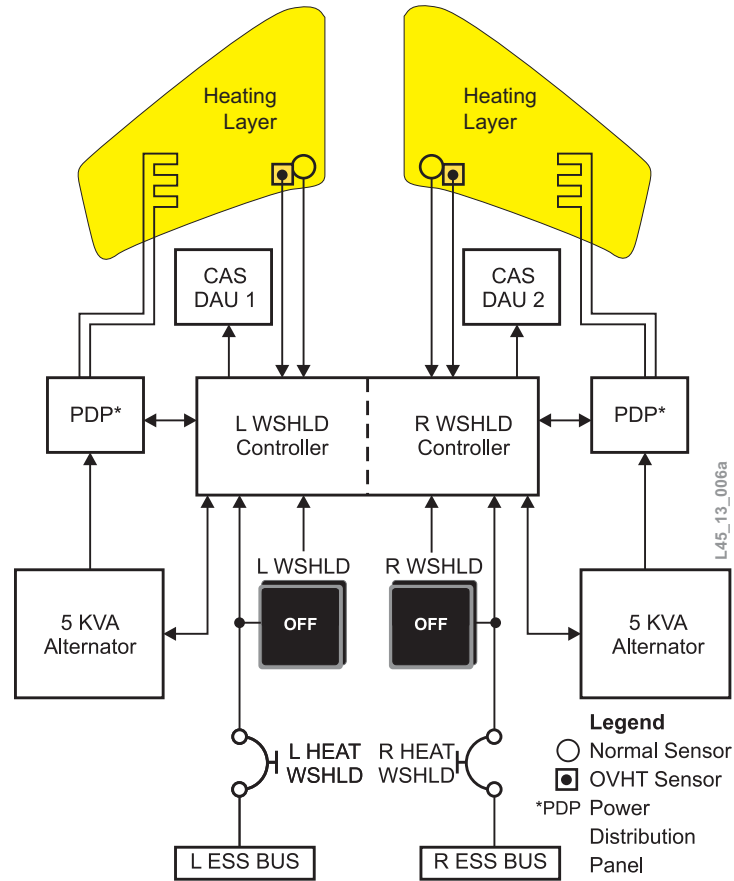 Heating
Layer
Heating
Layer
CAS
DAU 1
CAS
DAU 2
PDP*
L WSHLD
Controller
R WSHLD
Controller
PDP*
L45_13_006a
L WSHLD
R WSHLD
5 KVA
Alternator
OFF
OFF
5 KVA
Alternator
L HEAT
WSHLD
R HEAT
WSHLD
Legend
Normal Sensor
OVHT Sensor
*PDP Power
Distribution
Panel
L ESS BUS
R ESS BUS